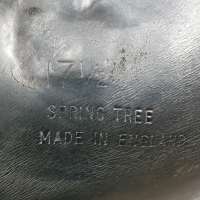 17½
SPRING TREE
MADE IN ENGLAND